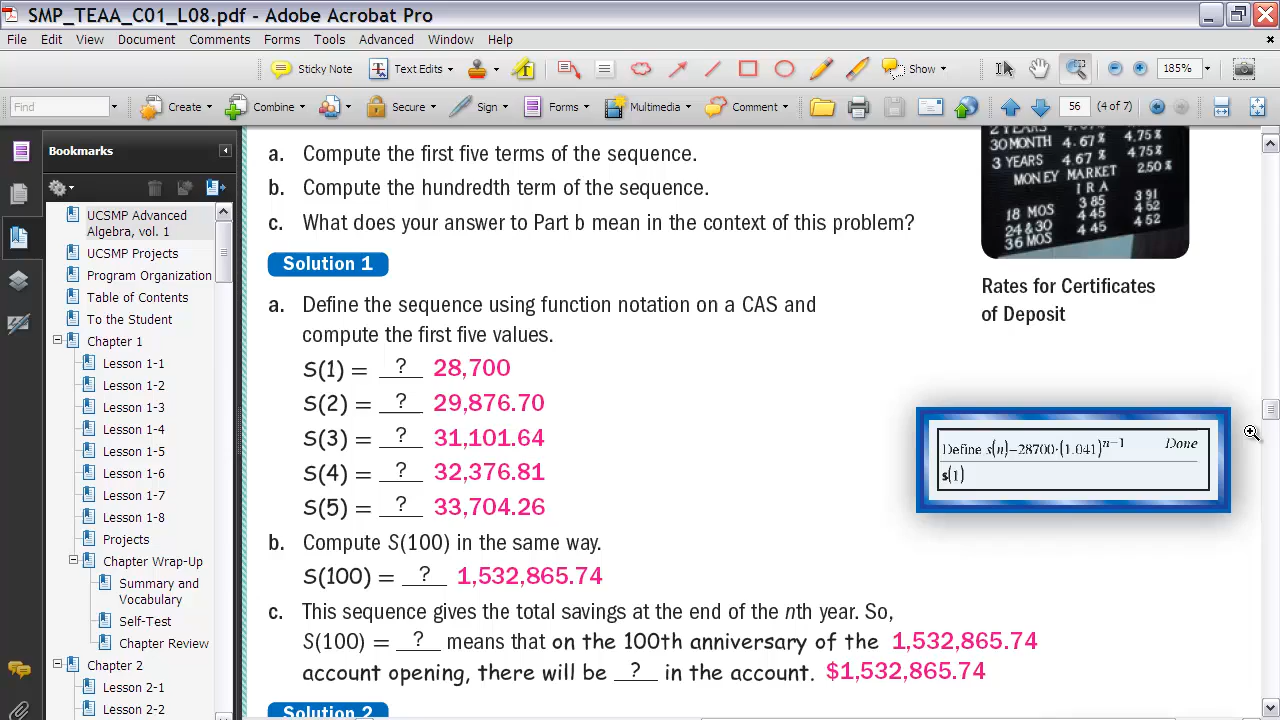 SMP_TEAA_C01_L08.pdf - Adobe Acrobat Pro
File Edit View Document Comments Forms Tools Advanced Window Help
Sticky Note Text Edits Show 185%
Find Create Combine Secure Sign Forms Multimedia Comment 56 (4 of 7)
Bookmarks
UCSMP Advanced
Algebra, vol. 1
UCSMP Projects
Program Organization
Table of Contents
To the Student
Chapter 1
Lesson 1-1
Lesson 1-2
Lesson 1-3
Lesson 1-4
Lesson 1-5
Lesson 1-6
Lesson 1-7
Lesson 1-8
Projects
Chapter Wrap-Up
Summary and
Vocabulary
Self-Test
Chapter Review
Chapter 2
Lesson 2-1
Lesson 2-2
a. Compute the first five terms of the sequence.
b. Compute the hundredth term of the sequence.
c. What does your answer to Part b mean in the context of this problem?
Solution 1
a. Define the sequence using function notation on a CAS and
compute the first five values.
S(1) = ? 28,700
S(2) = ? 29,876.70
S(3) = ? 31,101.64
S(4) = ? 32,376.81
S(5) = ? 33,704.26
b. Compute S(100) in the same way.
S(100) = ? 1,532,865.74
c. This sequence gives the total savings at the end of the nth year. So,
S(100) = ? means that on the 100th anniversary of the 1,532,865.74
account opening, there will be ? in the account. $1,532,865.74
Solution 2
2 YEARS 4.75%
30 MONTH 4.67% 4.75%
3 YEARS 4.67% 4.75%
MONEY MARKET 2.50%
IRA
18 MOS 3 85 3 91
24 & 30 4 45 4 52
36 MOS 4 45 4 52
Rates for Certificates
of Deposit
Define s(n)=28700·(1.041)^n−1 Done
s(1)